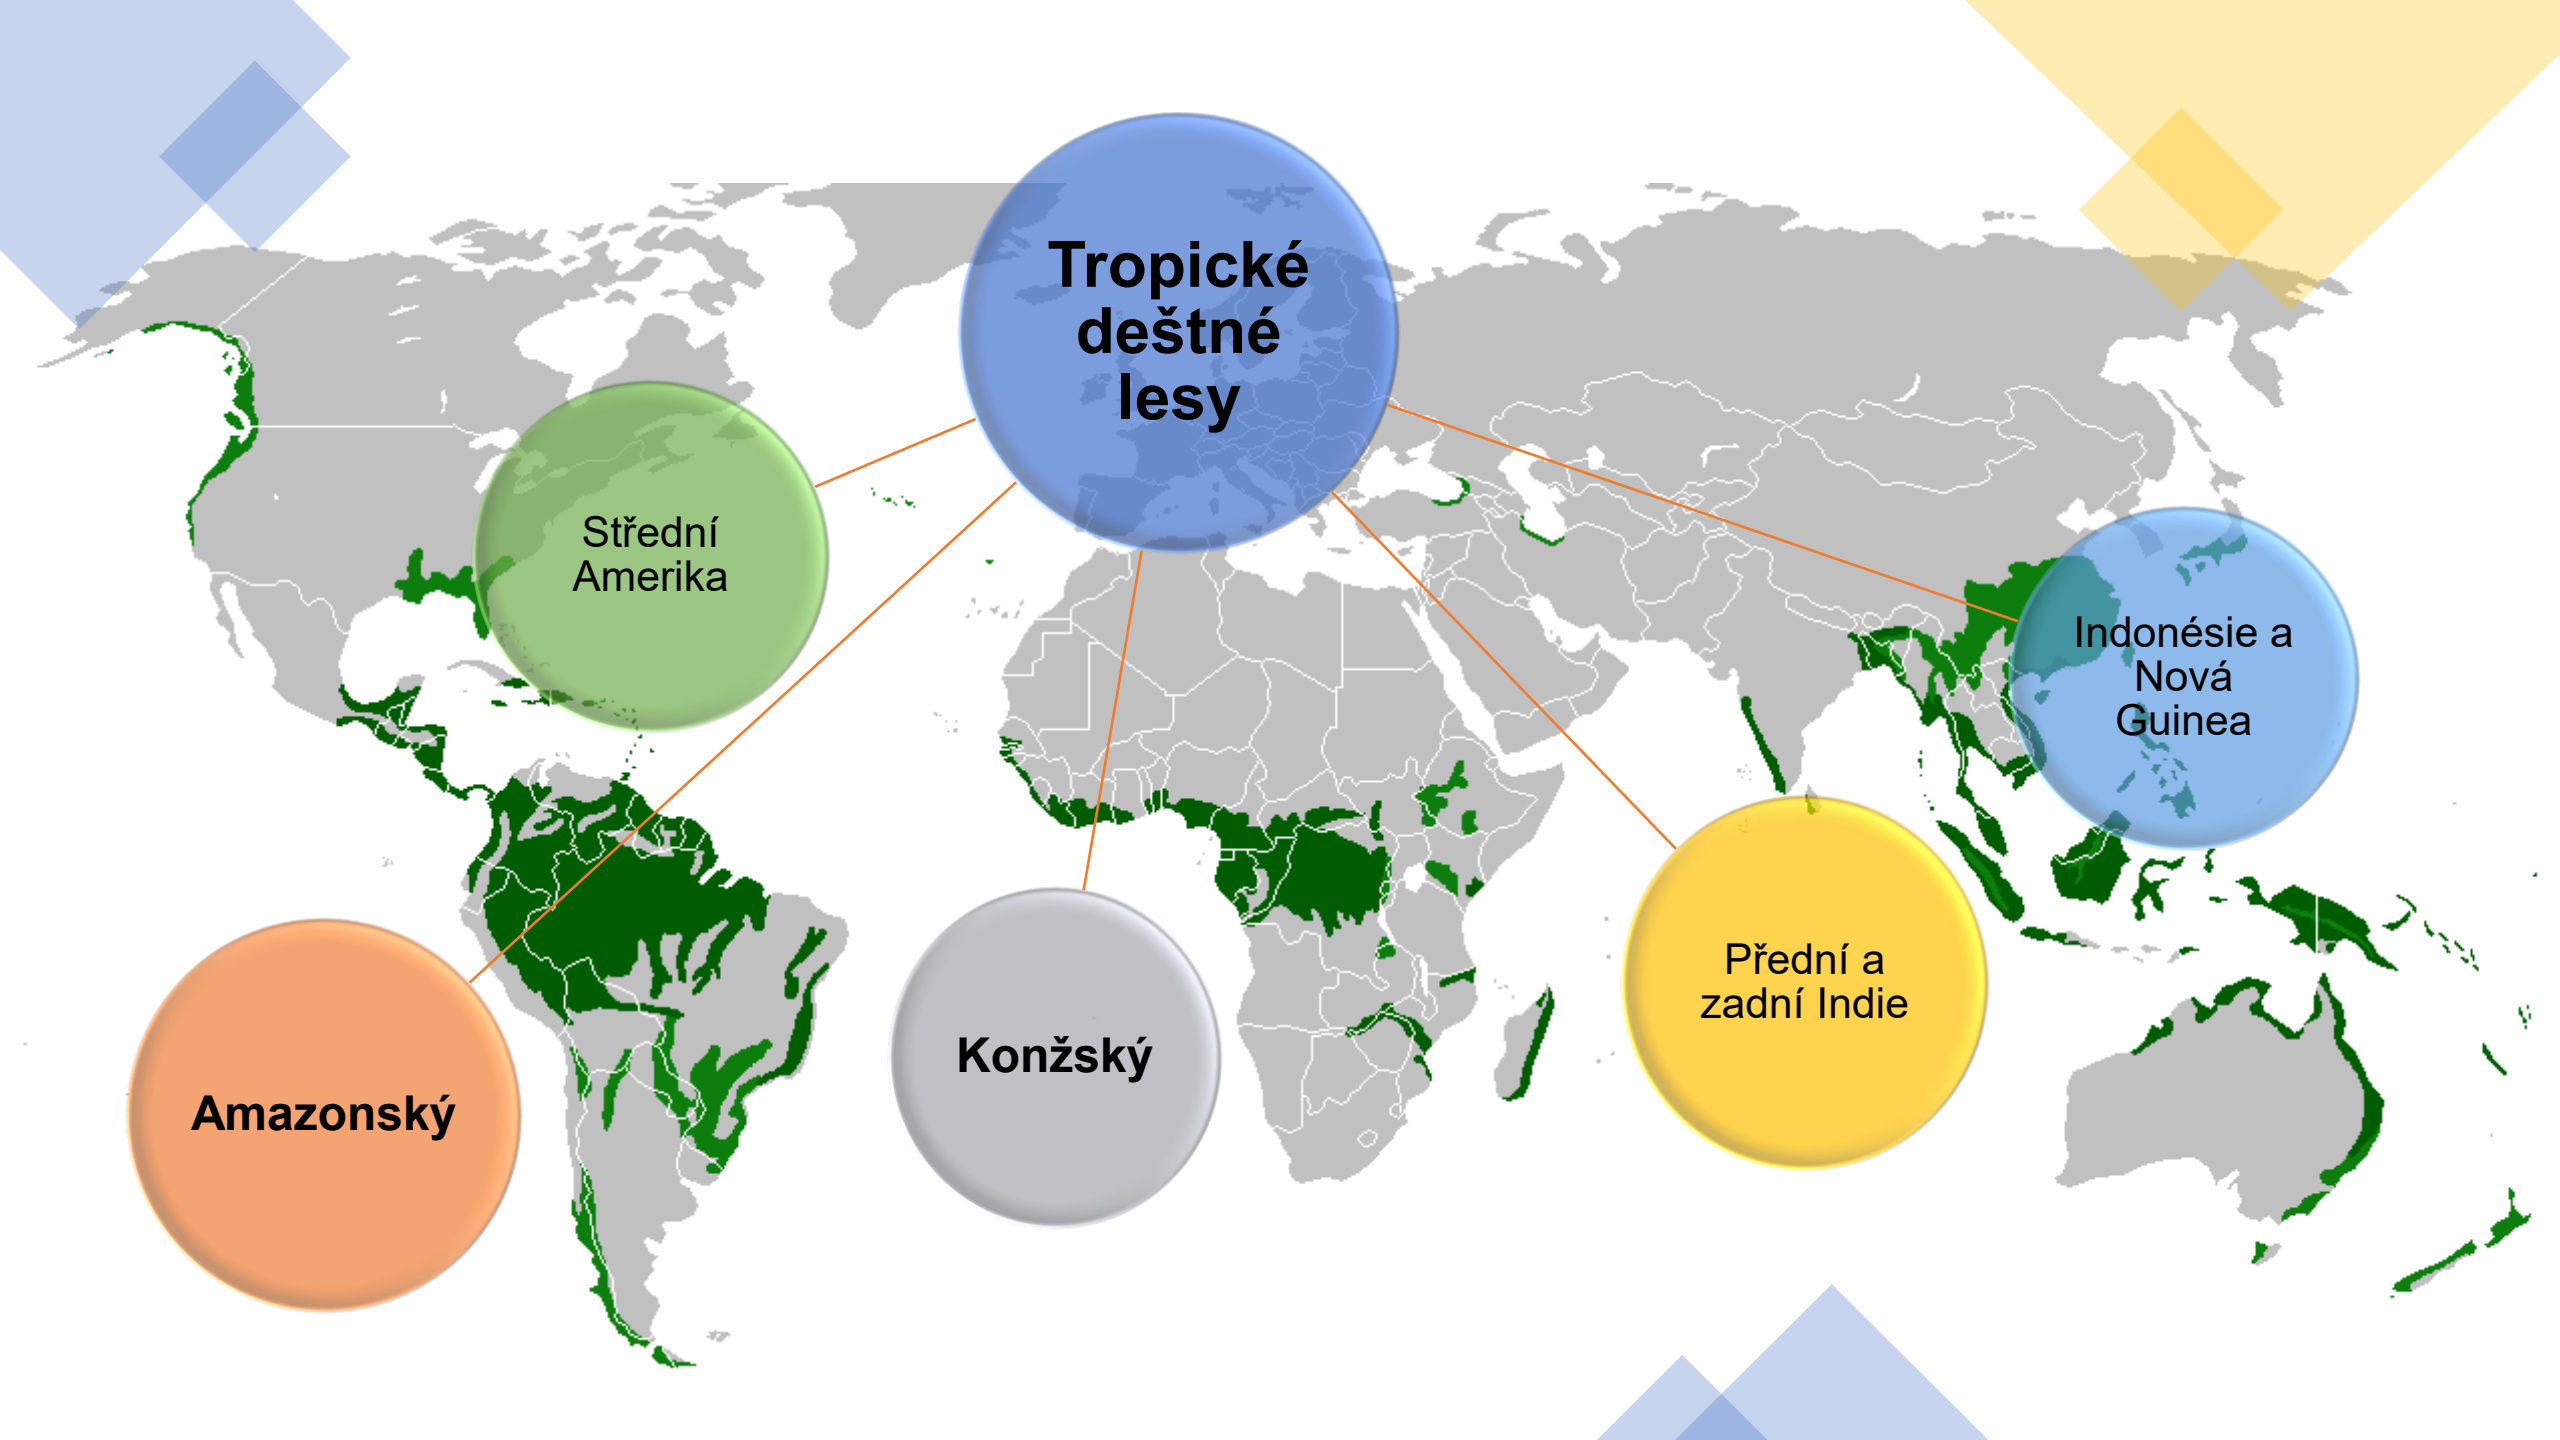 Tropické
deštné
lesy
Střední
Amerika
Indonésie a
Nová
Guinea
Přední a
zadní Indie
Konžský
Amazonský